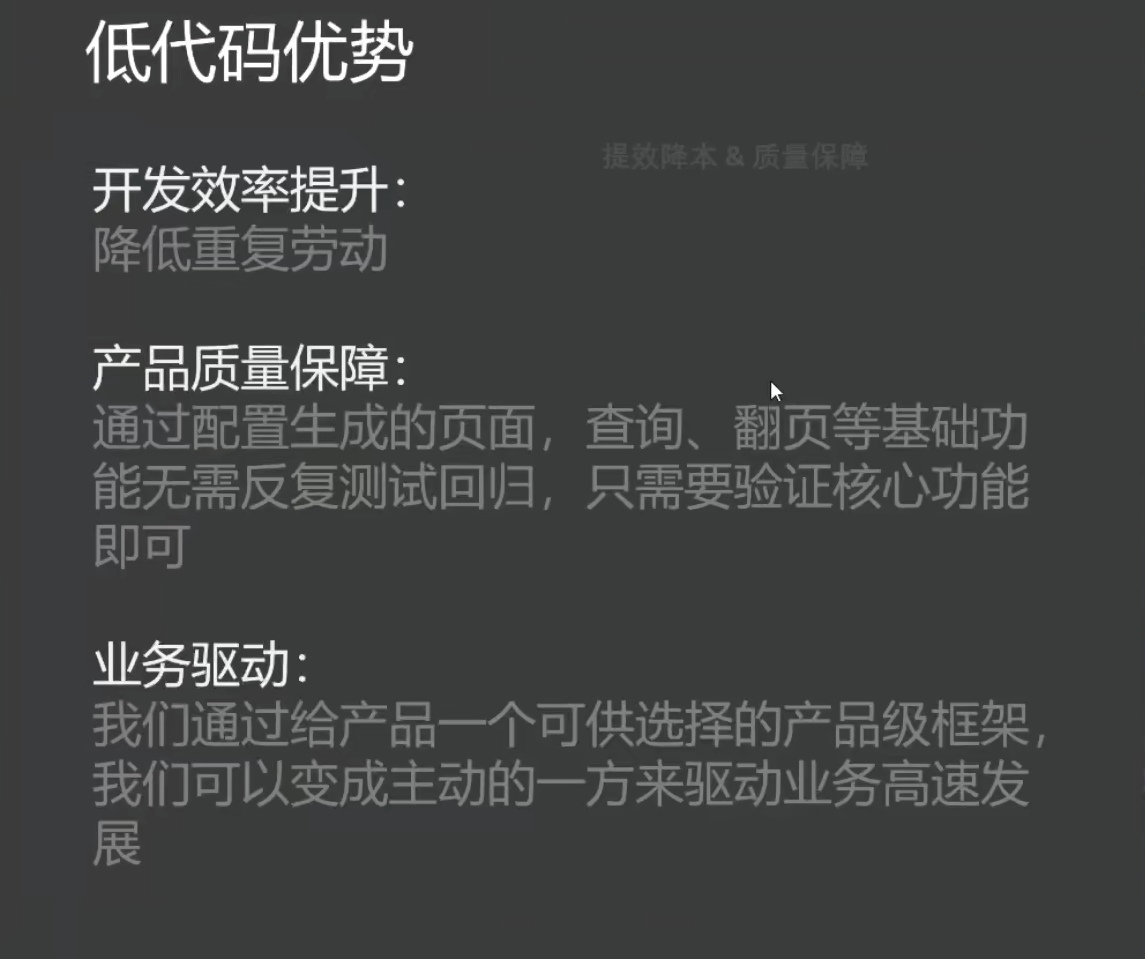 低代码优势
提效降本 & 质量保障
开发效率提升：
降低重复劳动
产品质量保障：
通过配置生成的页面，查询、翻页等基础功
能无需反复测试回归，只需要验证核心功能
即可
业务驱动：
我们通过给产品一个可供选择的产品级框架，
我们可以变成主动的一方来驱动业务高速发
展